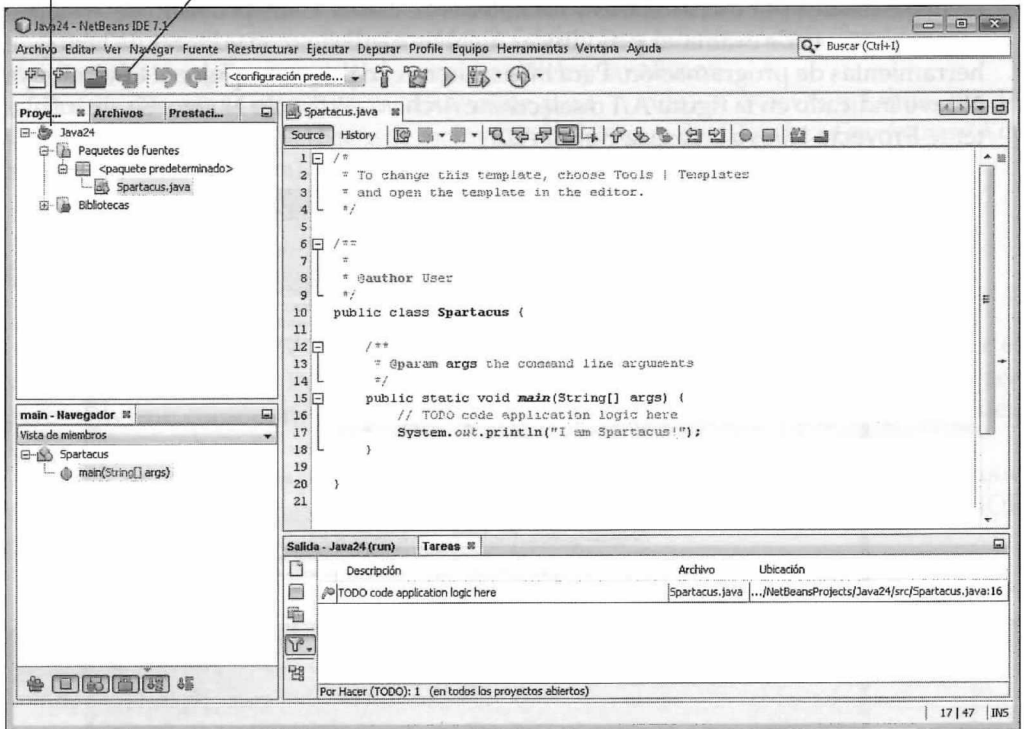 Java24 - NetBeans IDE 7.1
Archivo Editar Ver Navegar Fuente Reestructurar Ejecutar Depurar Profile Equipo Herramientas Ventana Ayuda
Buscar (Ctrl+I)
<configuración prede...
Proye... Archivos Prestaci...
Java24
Paquetes de fuentes
<paquete predeterminado>
Spartacus.java
Bibliotecas
main - Navegador
Vista de miembros
Spartacus
main(String[] args)
Spartacus.java
Source History
1 /*
2 * To change this template, choose Tools | Templates
3 * and open the template in the editor.
4 */
5
6 /**
7 *
8 * @author User
9 */
10 public class Spartacus {
11
12 /**
13 * @param args the command line arguments
14 */
15 public static void main(String[] args) {
16 // TODO code application logic here
17 System.out.println("I am Spartacus!");
18 }
19
20 }
21
Salida - Java24 (run) Tareas
Descripción Archivo Ubicación
TODO code application logic here Spartacus.java .../NetBeansProjects/Java24/src/Spartacus.java:16
Por Hacer (TODO): 1 (en todos los proyectos abiertos)
17 | 47 INS